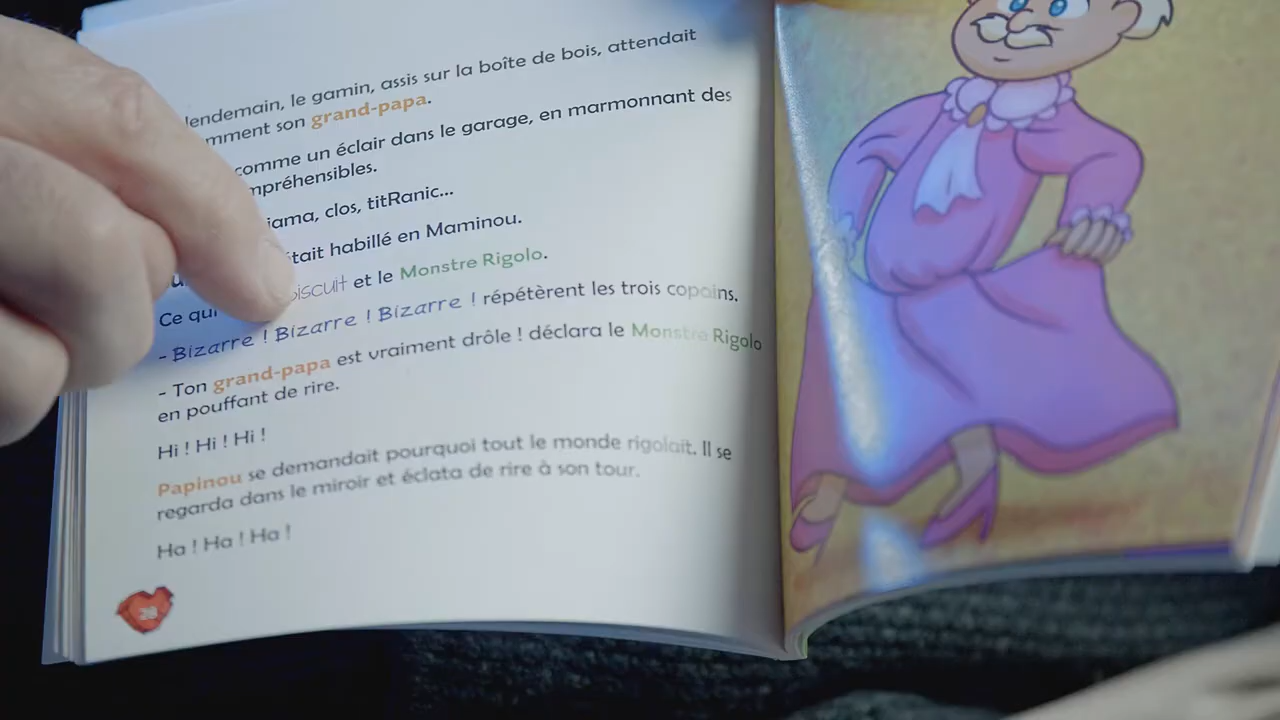 lendemain, le gamin, assis sur la boîte de bois, attendait
mment son grand-papa.
comme un éclair dans le garage, en marmonnant des
mpréhensibles.
jama, clos, titRanic...
tait habillé en Maminou.
biscuit et le Monstre Rigolo.
Ce qui
- Bizarre ! Bizarre ! Bizarre ! répétèrent les trois copains.
- Ton grand-papa est vraiment drôle ! déclara le Monstre Rigolo
en pouffant de rire.
Hi ! Hi ! Hi !
Papinou se demandait pourquoi tout le monde rigolait. Il se
regarda dans le miroir et éclata de rire à son tour.
Ha ! Ha ! Ha !